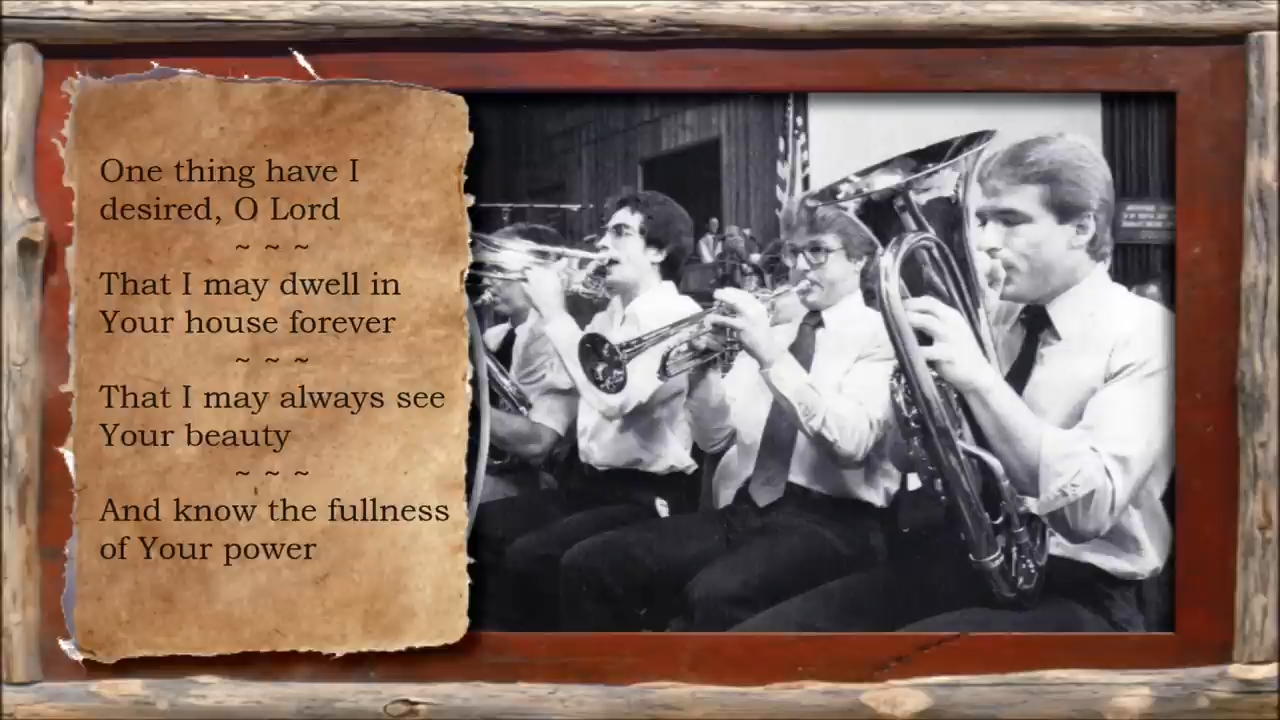 One thing have I
desired, O Lord
~ ~ ~
That I may dwell in
Your house forever
~ ~ ~
That I may always see
Your beauty
~ ~ ~
And know the fullness
of Your power